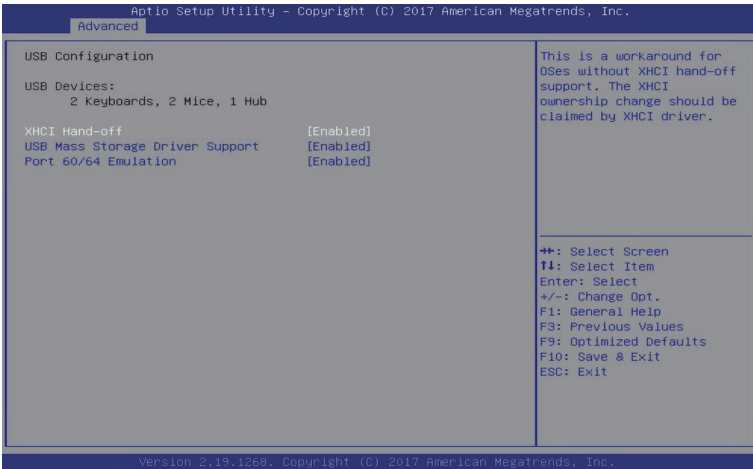 Aptio Setup Utility – Copyright (C) 2017 American Megatrends, Inc.
Advanced
USB Configuration
USB Devices:
2 Keyboards, 2 Mice, 1 Hub
XHCI Hand-off [Enabled]
USB Mass Storage Driver Support [Enabled]
Port 60/64 Emulation [Enabled]
This is a workaround for
OSes without XHCI hand-off
support. The XHCI
ownership change should be
claimed by XHCI driver.
→←: Select Screen
↑↓: Select Item
Enter: Select
+/-: Change Opt.
F1: General Help
F3: Previous Values
F9: Optimized Defaults
F10: Save & Exit
ESC: Exit
Version 2.19.1268. Copyright (C) 2017 American Megatrends, Inc.